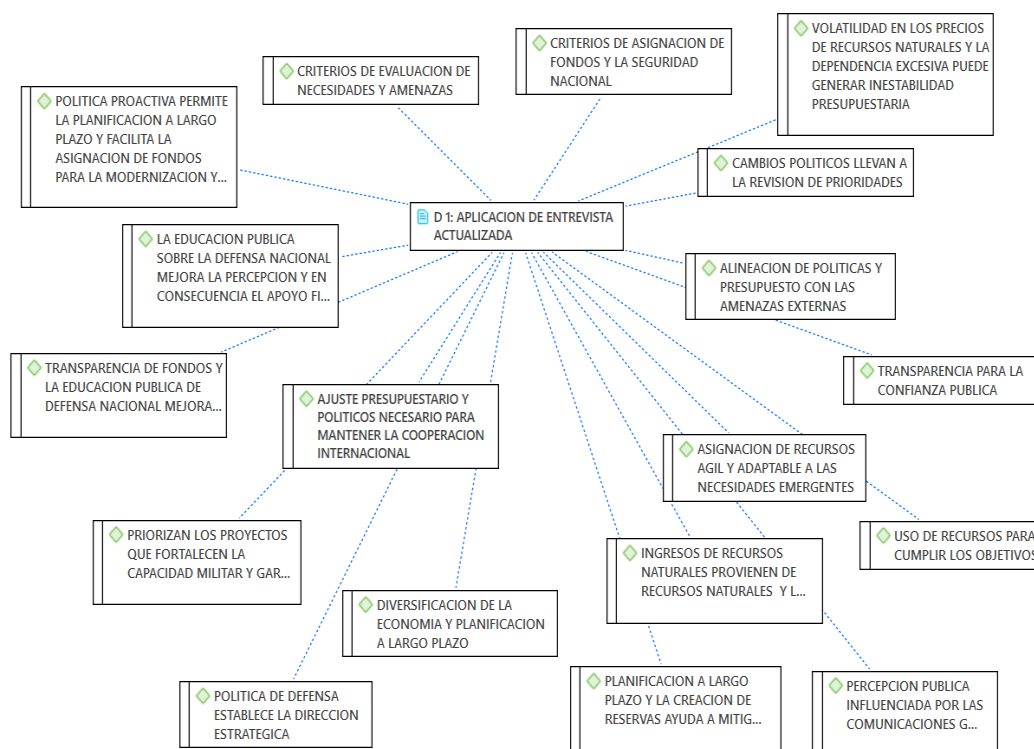 VOLATILIDAD EN LOS PRECIOS
DE RECURSOS NATURALES Y LA
DEPENDENCIA EXCESIVA PUEDE
GENERAR INESTABILIDAD
PRESUPUESTARIA
CRITERIOS DE ASIGNACION DE
FONDOS Y LA SEGURIDAD
NACIONAL
CRITERIOS DE EVALUACION DE
NECESIDADES Y AMENAZAS
POLITICA PROACTIVA PERMITE
LA PLANIFICACION A LARGO
PLAZO Y FACILITA LA
ASIGNACION DE FONDOS
PARA LA MODERNIZACION Y...
CAMBIOS POLITICOS LLEVAN A
LA REVISION DE PRIORIDADES
D 1: APLICACION DE ENTREVISTA
ACTUALIZADA
LA EDUCACION PUBLICA
SOBRE LA DEFENSA NACIONAL
MEJORA LA PERCEPCION Y EN
CONSECUENCIA EL APOYO FI...
ALINEACION DE POLITICAS Y
PRESUPUESTO CON LAS
AMENAZAS EXTERNAS
TRANSPARENCIA DE FONDOS Y
LA EDUCACION PUBLICA DE
DEFENSA NACIONAL MEJORA...
TRANSPARENCIA PARA LA
CONFIANZA PUBLICA
AJUSTE PRESUPUESTARIO Y
POLITICOS NECESARIO PARA
MANTENER LA COOPERACION
INTERNACIONAL
ASIGNACION DE RECURSOS
AGIL Y ADAPTABLE A LAS
NECESIDADES EMERGENTES
PRIORIZAN LOS PROYECTOS
QUE FORTALECEN LA
CAPACIDAD MILITAR Y GAR...
USO DE RECURSOS PARA
CUMPLIR LOS OBJETIVOS
INGRESOS DE RECURSOS
NATURALES PROVIENEN DE
RECURSOS NATURALES Y L...
DIVERSIFICACION DE LA
ECONOMIA Y PLANIFICACION
A LARGO PLAZO
POLITICA DE DEFENSA
ESTABLECE LA DIRECCION
ESTRATEGICA
PLANIFICACION A LARGO
PLAZO Y LA CREACION DE
RESERVAS AYUDA A MITIG...
PERCEPCION PUBLICA
INFLUENCIADA POR LAS
COMUNICACIONES G...